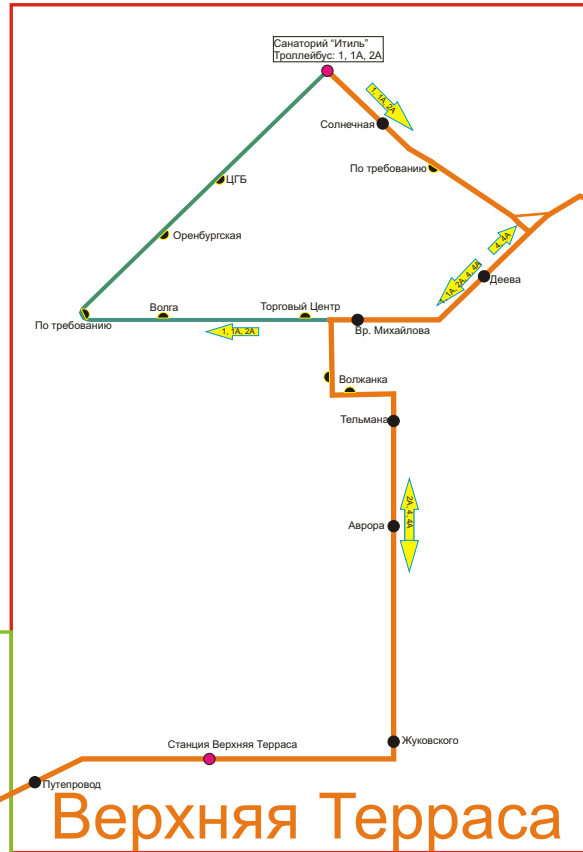 Санаторий "Итиль"
Троллейбус: 1, 1А, 2А
1, 1А, 2А
Солнечная
По требованию
ЦГБ
4, 4А
Оренбургская
1, 1А, 2А, 4, 4А
Деева
Волга
Торговый Центр
По требованию
1, 1А, 2А
Вр. Михайлова
Волжанка
Тельмана
2А, 4, 4А
Аврора
Жуковского
Станция Верхняя Терраса
Путепровод
Верхняя Терраса